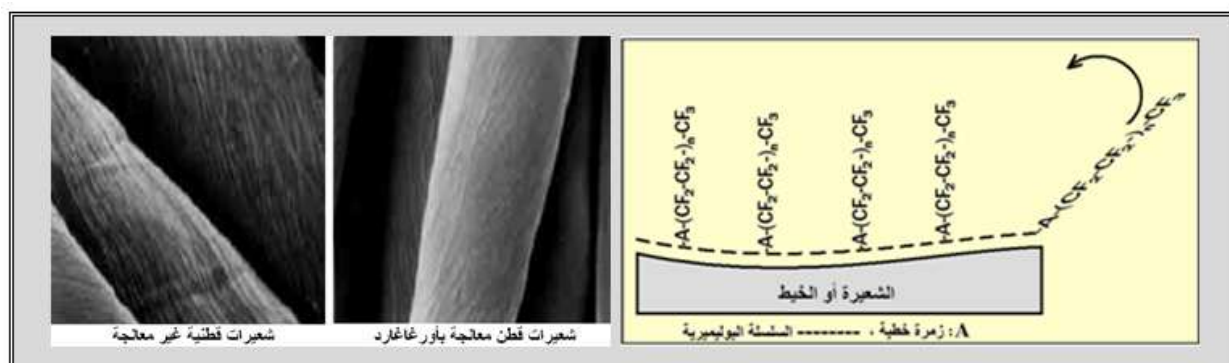 -A-(CF₂-CF₂-)ₙ-CF₃
-A-(CF₂-CF₂-)ₙ-CF₃
-A-(CF₂-CF₂-)ₙ-CF₃
-A-(CF₂-CF₂-)ₙ-CF₃
-A-(CF₂-CF₂-)ₙ-CF₃
الشعيرة أو الخيط
A: زمرة خطية ، -------- السلسلة البوليميرية
شعيرات قطن معالجة بأورغاغارد
شعيرات قطنية غير معالجة